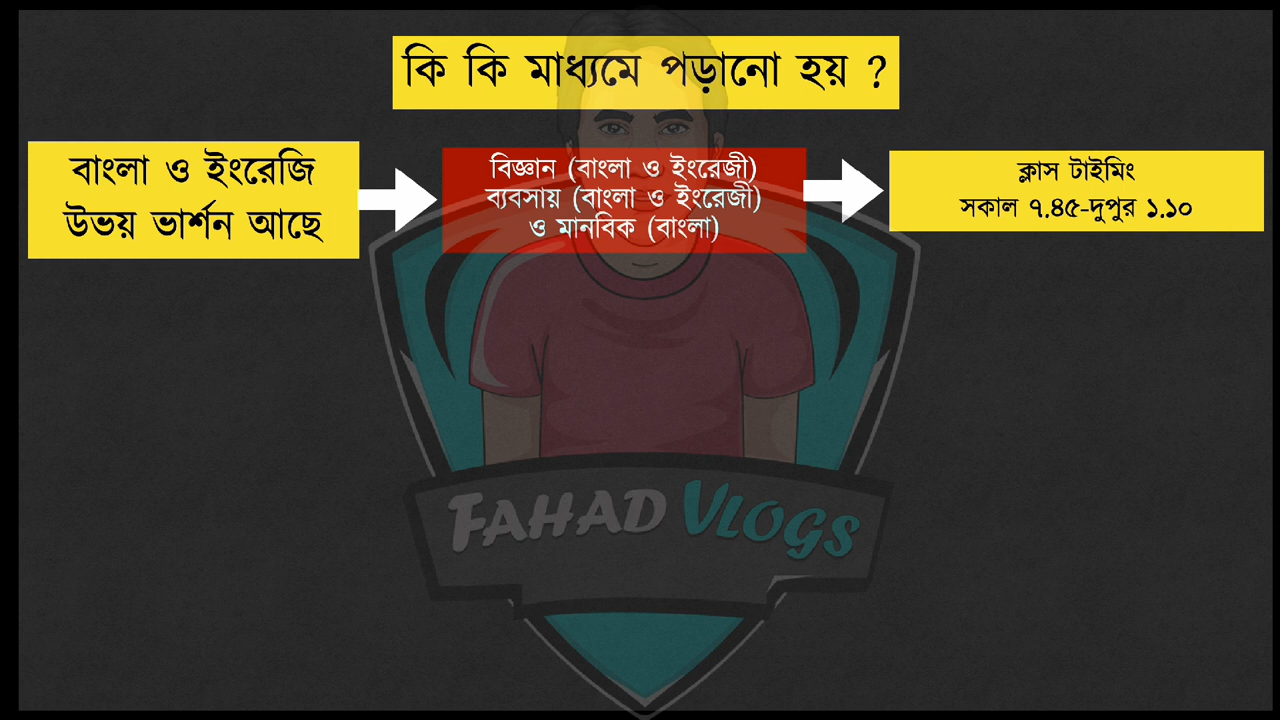 কি কি মাধ্যমে পড়ানো হয় ?
বাংলা ও ইংরেজি
উভয় ভার্শন আছে
বিজ্ঞান (বাংলা ও ইংরেজী)
ব্যবসায় (বাংলা ও ইংরেজী)
ও মানবিক (বাংলা)
ক্লাস টাইমিং
সকাল ৭.৪৫-দুপুর ১.১০
FAHAD VLOGS